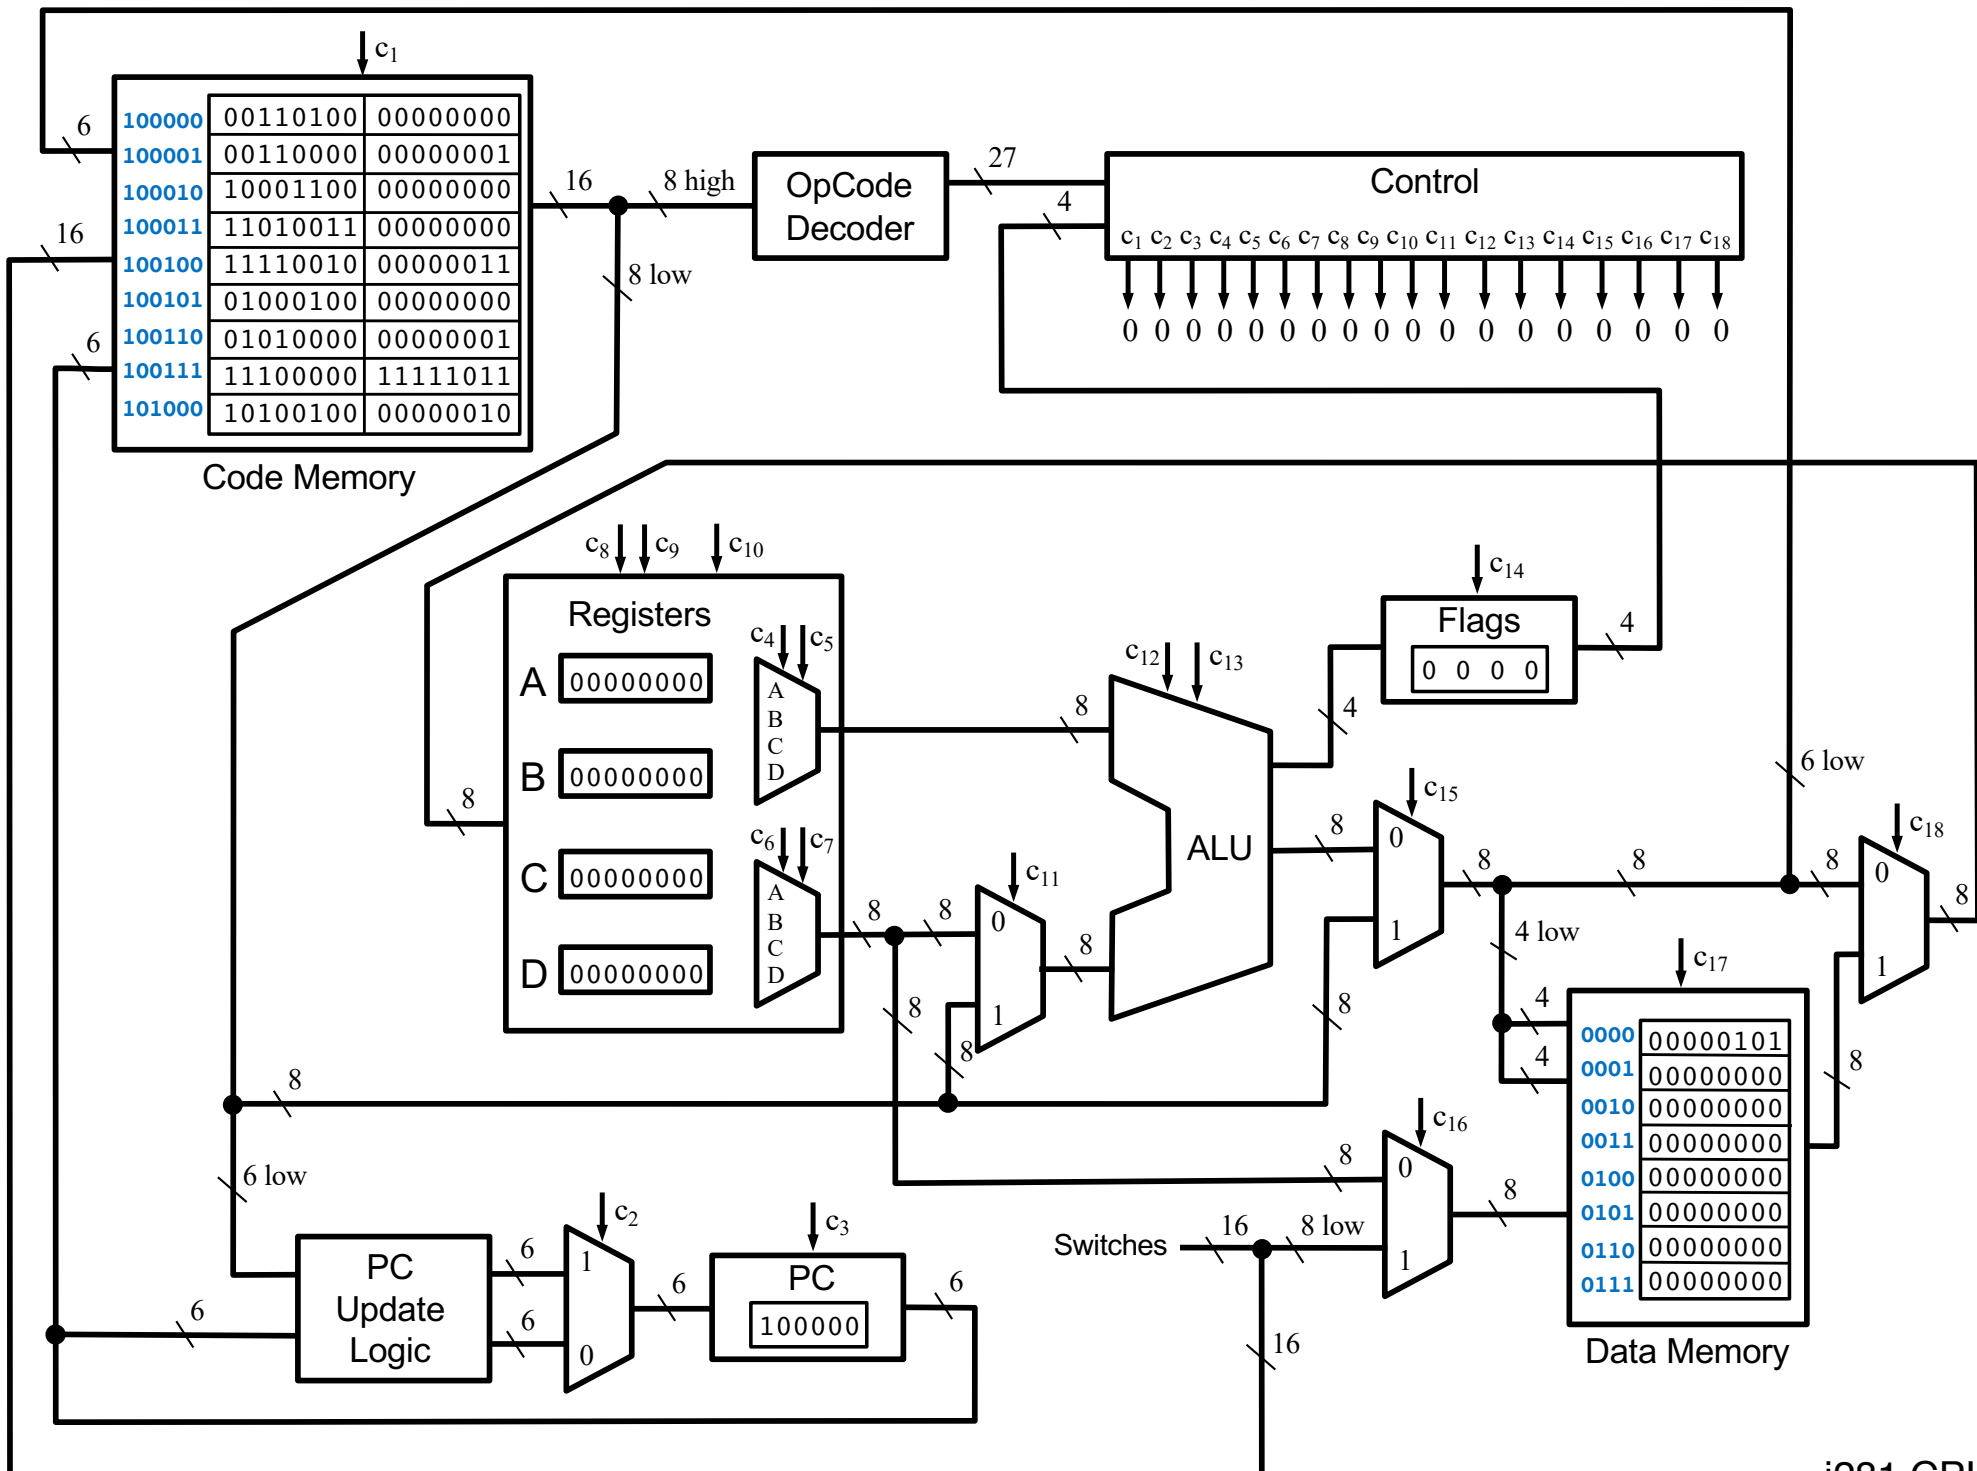 c1
6
16
6
100000 00110100 00000000
100001 00110000 00000001
100010 10001100 00000000
100011 11010011 00000000
100100 11110010 00000011
100101 01000100 00000000
100110 01010000 00000001
100111 11100000 11111011
101000 10100100 00000010
Code Memory
16
8 high
8 low
OpCode
Decoder
27
4
Control
c1 c2 c3 c4 c5 c6 c7 c8 c9 c10 c11 c12 c13 c14 c15 c16 c17 c18
0 0 0 0 0 0 0 0 0 0 0 0 0 0 0 0 0 0
c8 c9 c10
Registers
A 00000000
B 00000000
C 00000000
D 00000000
8
c4 c5
A
B
C
D
c6 c7
A
B
C
D
8
8
8
8
c11
0
1
8
8
c12 c13
ALU
4
8
c14
Flags
0 0 0 0
4
c15
0
1
8
8
8
8
6 low
4 low
4
4
c18
0
1
8
8
c17
0000 00000101
0001 00000000
0010 00000000
0011 00000000
0100 00000000
0101 00000000
0110 00000000
0111 00000000
Data Memory
8
6 low
6
PC
Update
Logic
6
6
c2
1
0
6
c3
PC
100000
6
Switches
16
8 low
16
8
c16
0
1
8